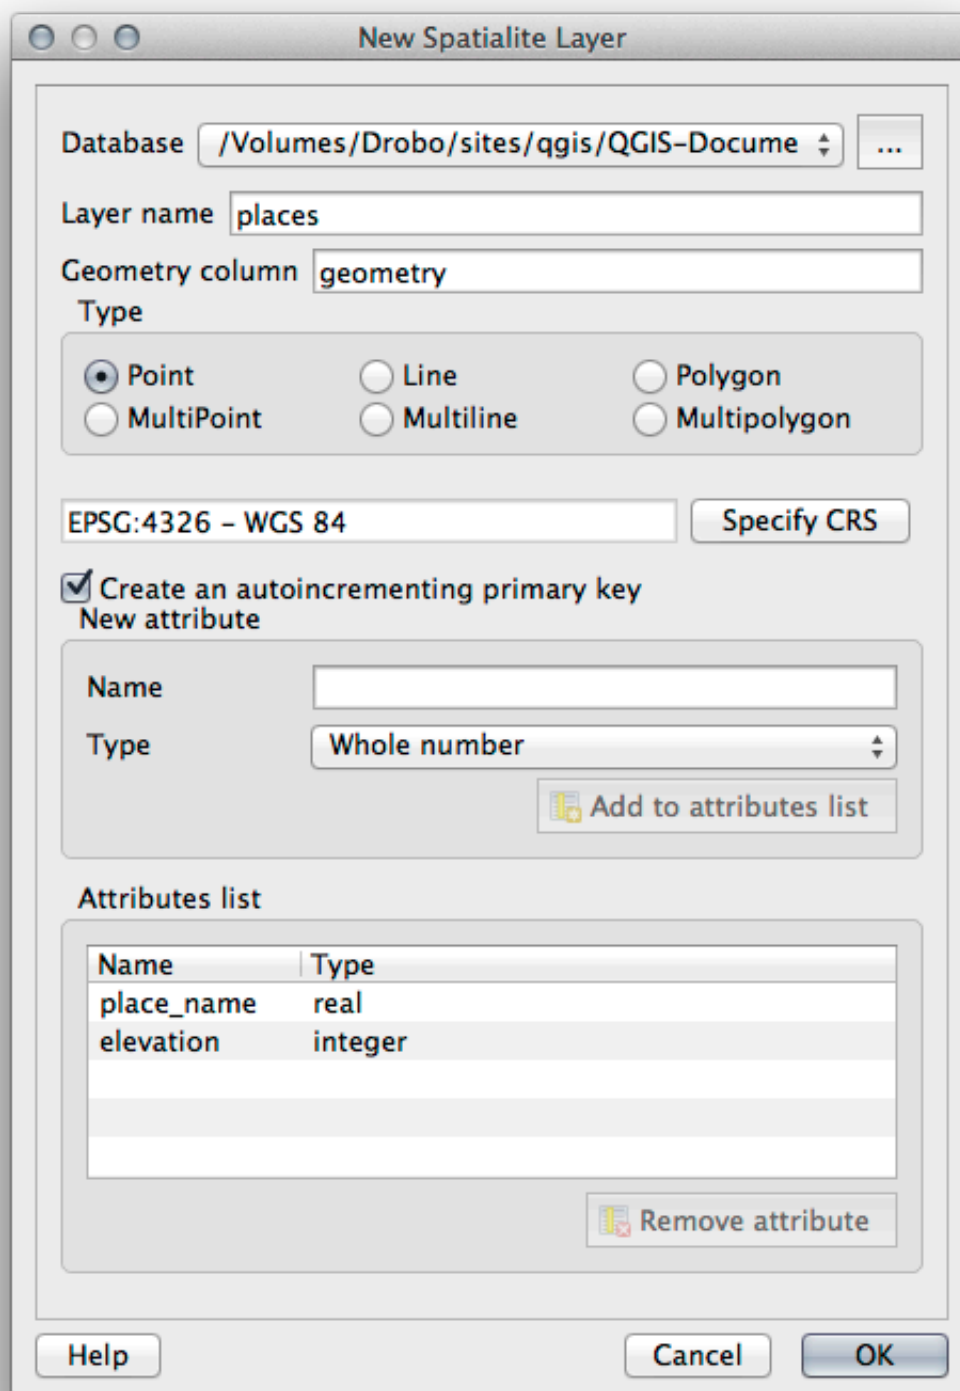 New Spatialite Layer
Database /Volumes/Drobo/sites/qgis/QGIS-Docume ...
Layer name places
Geometry column geometry
Type
Point Line Polygon
MultiPoint Multiline Multipolygon
EPSG:4326 – WGS 84 Specify CRS
Create an autoincrementing primary key
New attribute
Name
Type Whole number
Add to attributes list
Attributes list
Name Type
place_name real
elevation integer
Remove attribute
Help Cancel OK